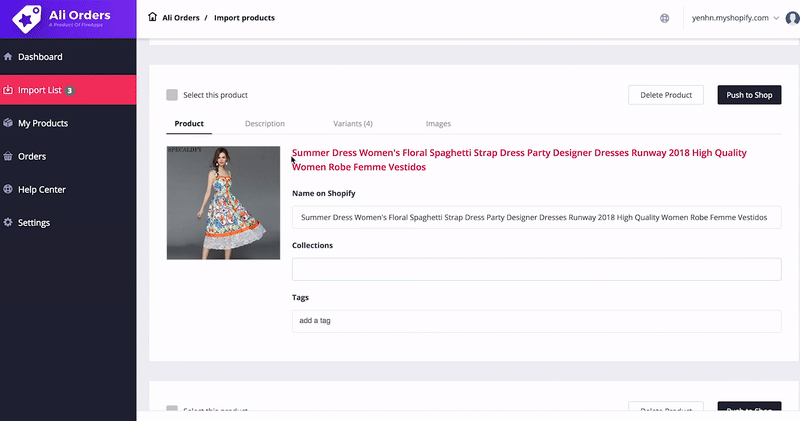 Ali Orders
A Product Of FireApps
Ali Orders / Import products
yenhn.myshopify.com
Dashboard
Import List 3
My Products
Orders
Help Center
Settings
Select this product
Delete Product
Push to Shop
Product
Description
Variants (4)
Images
Summer Dress Women's Floral Spaghetti Strap Dress Party Designer Dresses Runway 2018 High Quality
Women Robe Femme Vestidos
Name on Shopify
Summer Dress Women's Floral Spaghetti Strap Dress Party Designer Dresses Runway 2018 High Quality Women Robe Femme Vestidos
Collections
Tags
add a tag
Select this product
Delete Product
Push to Shop